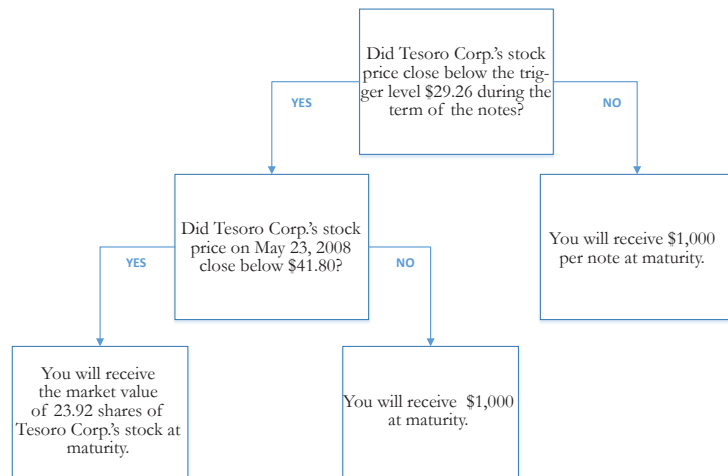 Did Tesoro Corp.'s stock
price close below the trig-
ger level $29.26 during the
term of the notes?
YES
NO
Did Tesoro Corp.'s stock
price on May 23, 2008
close below $41.80?
You will receive $1,000
per note at maturity.
YES
NO
You will receive
the market value
of 23.92 shares of
Tesoro Corp.'s stock at
maturity.
You will receive $1,000
at maturity.